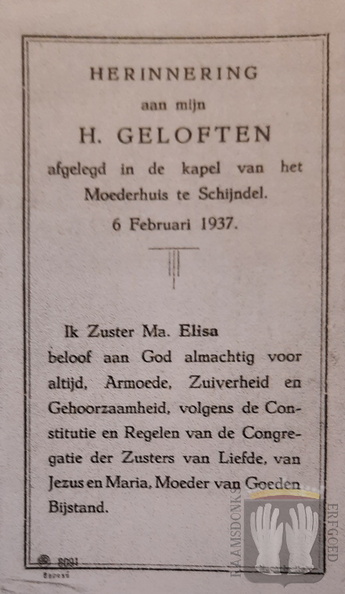 HERINNERING
aan mijn
H. GELOFTEN
afgelegd in de kapel van het
Moederhuis te Schijndel.
6 Februari 1937.
Ik Zuster Ma. Elisa
beloof aan God almachtig voor
altijd, Armoede, Zuiverheid en
Gehoorzaamheid, volgens de Con-
stitutie en Regelen van de Congre-
gatie der Zusters van Liefde, van
Jezus en Maria, Moeder van Goeden
Bijstand.
6091
RAAMSDONKS
ERFGOED